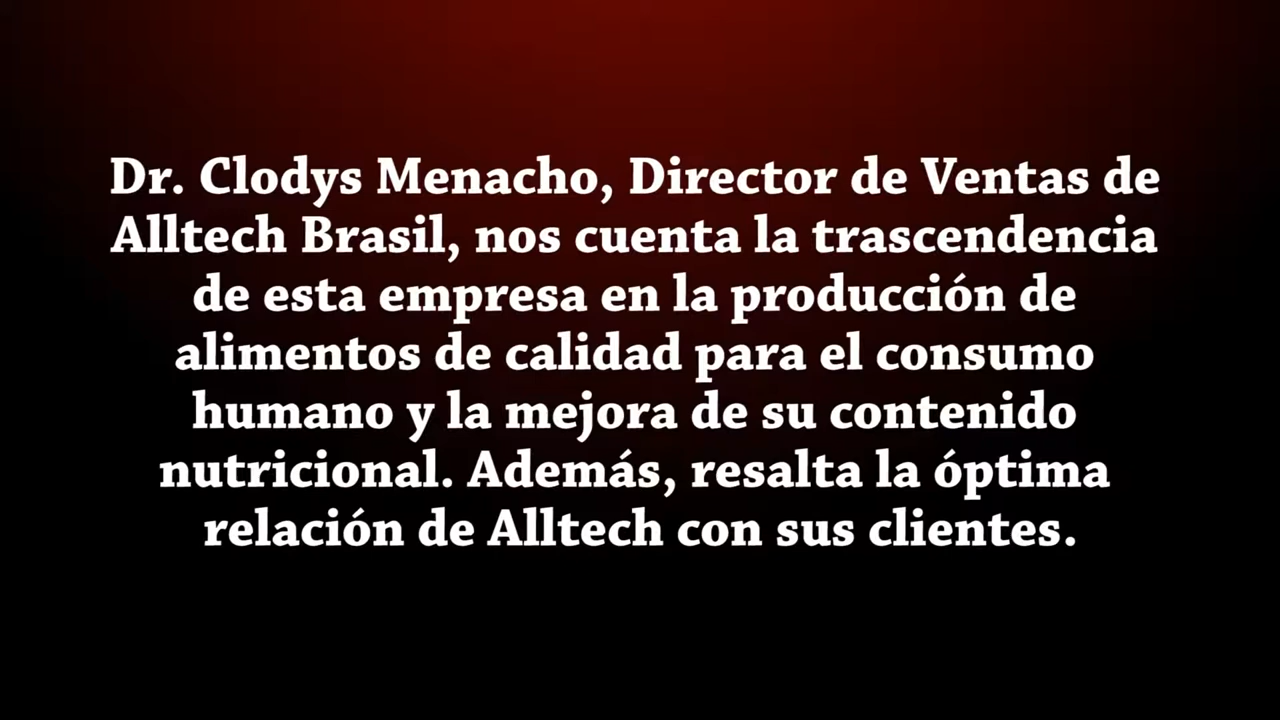 Dr. Clodys Menacho, Director de Ventas de
Alltech Brasil, nos cuenta la trascendencia
de esta empresa en la producción de
alimentos de calidad para el consumo
humano y la mejora de su contenido
nutricional. Además, resalta la óptima
relación de Alltech con sus clientes.